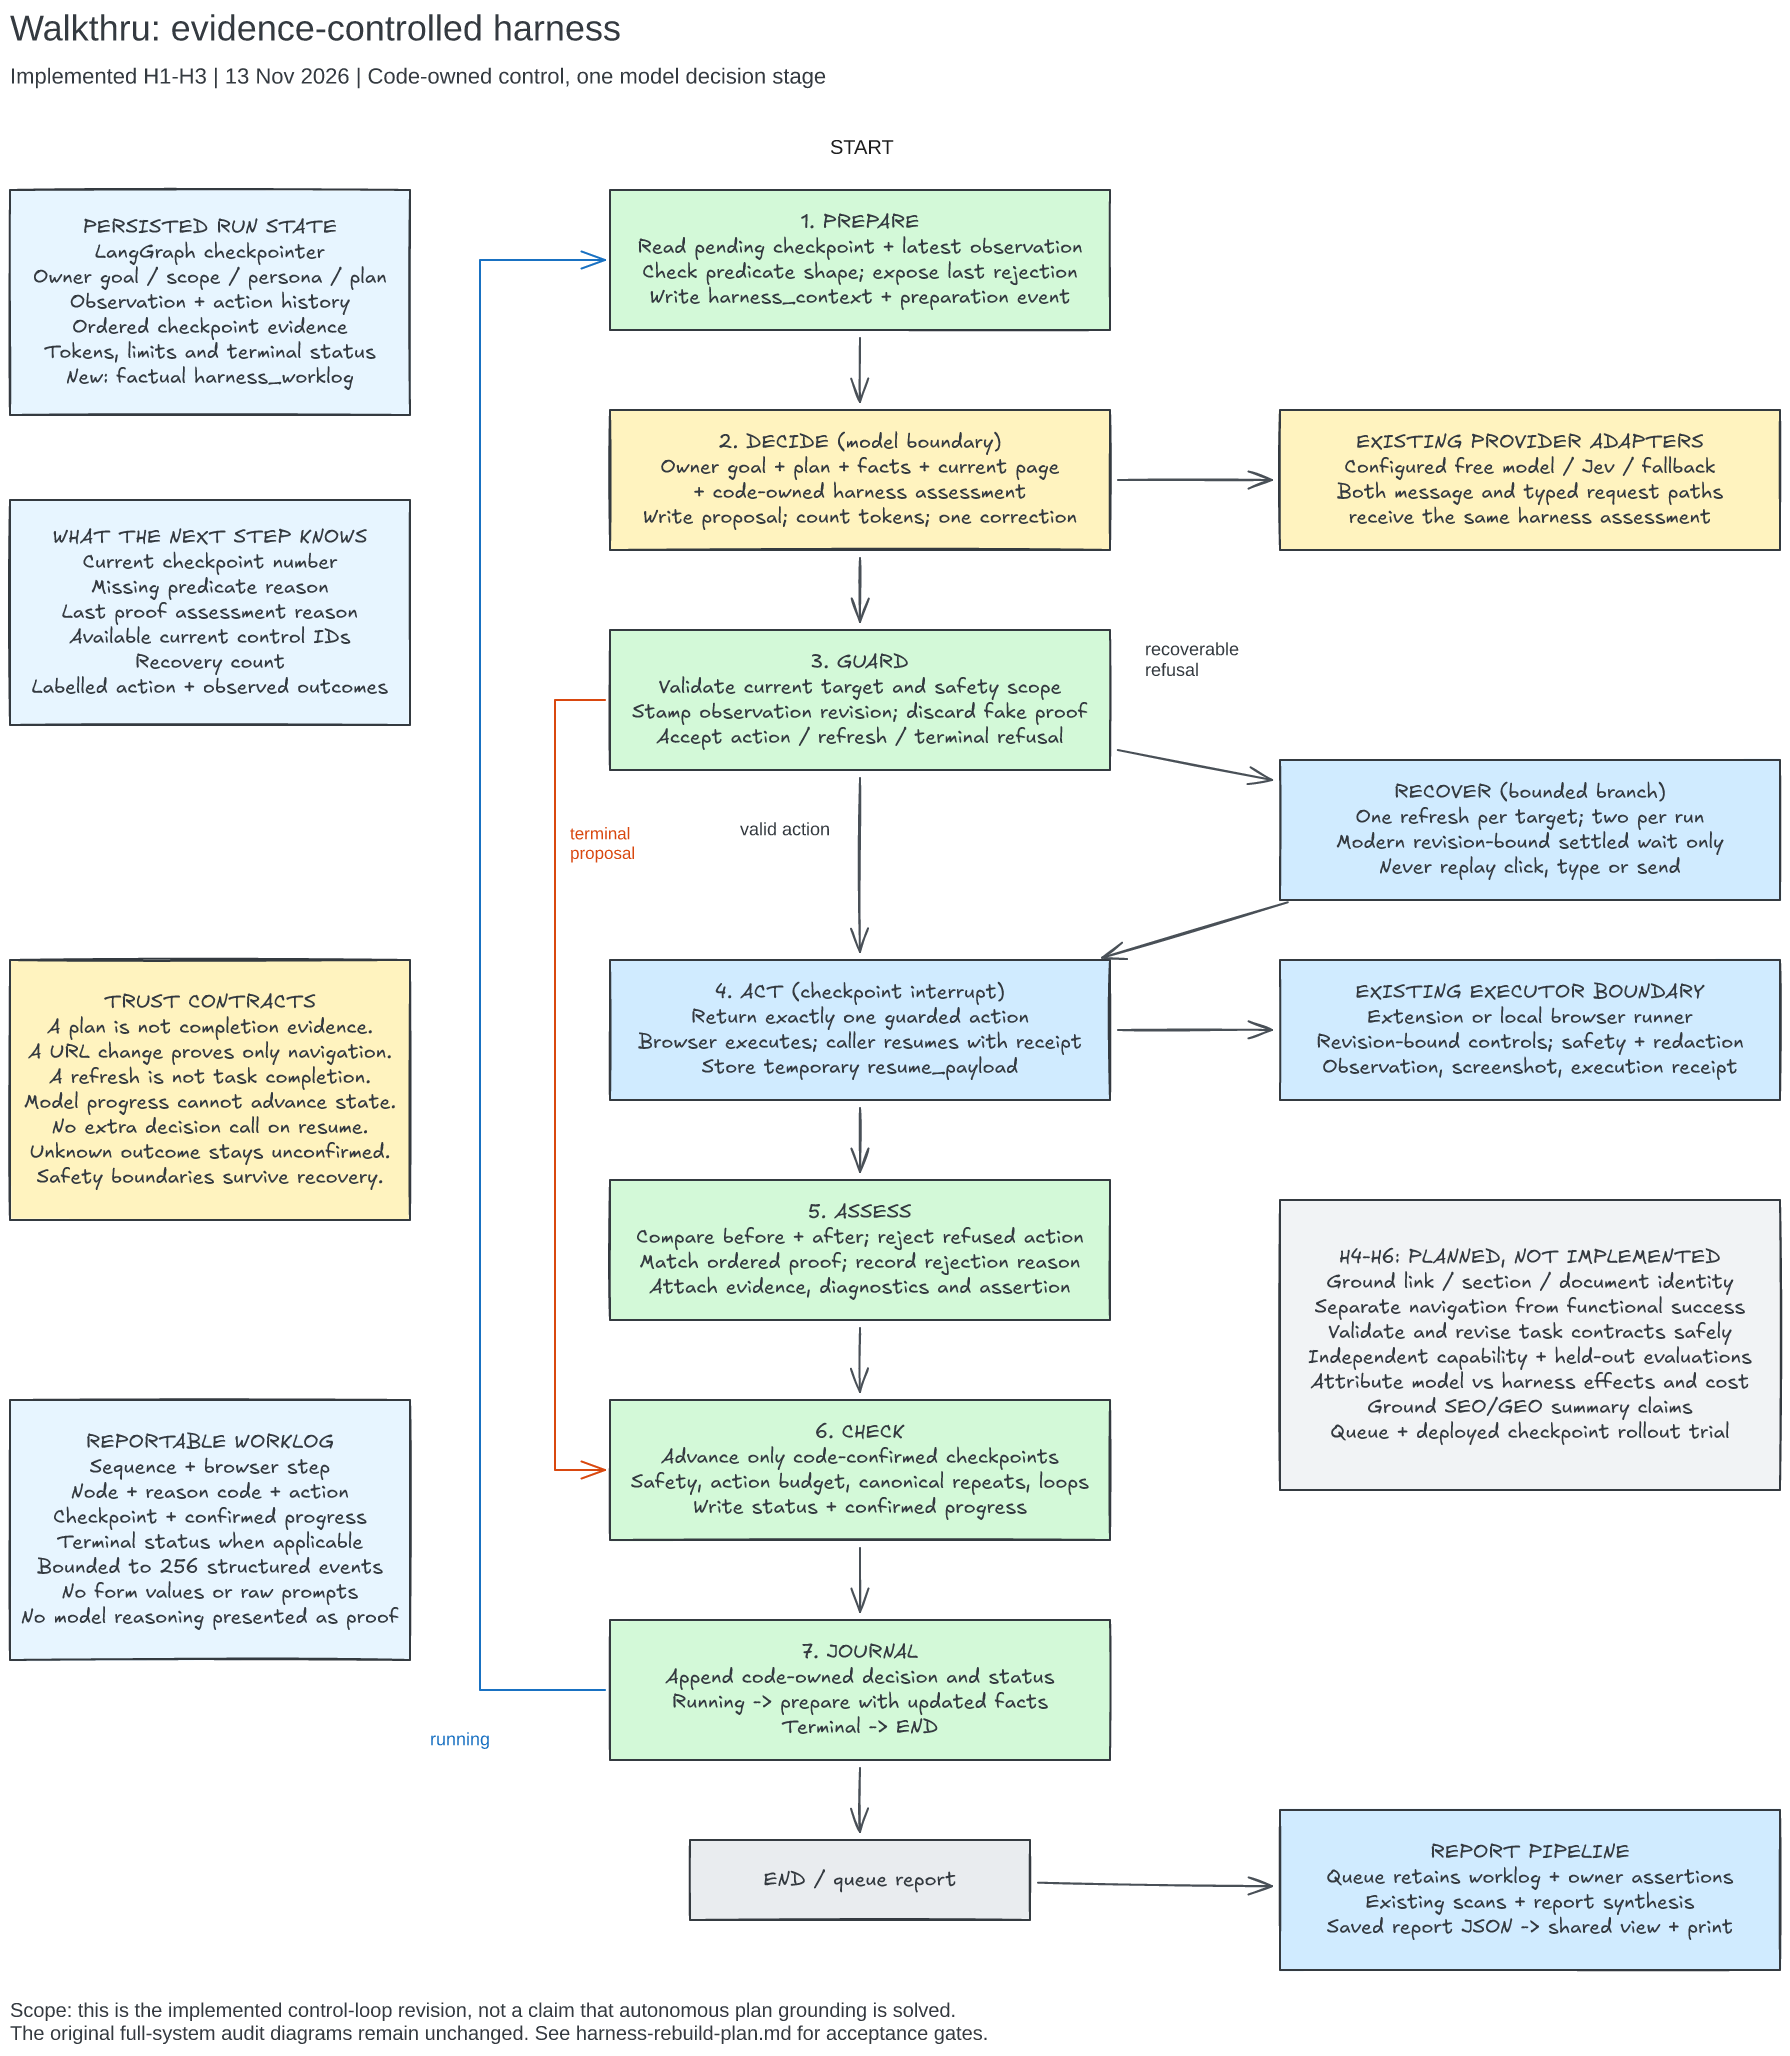 Walkthru: evidence-controlled harness
Implemented H1-H3 | 13 Nov 2026 | Code-owned control, one model decision stage
START
PERSISTED RUN STATE
LangGraph checkpointer
Owner goal / scope / persona / plan
Observation + action history
Ordered checkpoint evidence
Tokens, limits and terminal status
New: factual harness_worklog
1. PREPARE
Read pending checkpoint + latest observation
Check predicate shape; expose last rejection
Write harness_context + preparation event
2. DECIDE (model boundary)
Owner goal + plan + facts + current page
+ code-owned harness assessment
Write proposal; count tokens; one correction
EXISTING PROVIDER ADAPTERS
Configured free model / Jev / fallback
Both message and typed request paths
receive the same harness assessment
WHAT THE NEXT STEP KNOWS
Current checkpoint number
Missing predicate reason
Last proof assessment reason
Available current control IDs
Recovery count
Labelled action + observed outcomes
3. GUARD
Validate current target and safety scope
Stamp observation revision; discard fake proof
Accept action / refresh / terminal refusal
recoverable
refusal
terminal
proposal
valid action
RECOVER (bounded branch)
One refresh per target; two per run
Modern revision-bound settled wait only
Never replay click, type or send
TRUST CONTRACTS
A plan is not completion evidence.
A URL change proves only navigation.
A refresh is not task completion.
Model progress cannot advance state.
No extra decision call on resume.
Unknown outcome stays unconfirmed.
Safety boundaries survive recovery.
4. ACT (checkpoint interrupt)
Return exactly one guarded action
Browser executes; caller resumes with receipt
Store temporary resume_payload
EXISTING EXECUTOR BOUNDARY
Extension or local browser runner
Revision-bound controls; safety + redaction
Observation, screenshot, execution receipt
5. ASSESS
Compare before + after; reject refused action
Match ordered proof; record rejection reason
Attach evidence, diagnostics and assertion
H4-H6: PLANNED, NOT IMPLEMENTED
Ground link / section / document identity
Separate navigation from functional success
Validate and revise task contracts safely
Independent capability + held-out evaluations
Attribute model vs harness effects and cost
Ground SEO/GEO summary claims
Queue + deployed checkpoint rollout trial
REPORTABLE WORKLOG
Sequence + browser step
Node + reason code + action
Checkpoint + confirmed progress
Terminal status when applicable
Bounded to 256 structured events
No form values or raw prompts
No model reasoning presented as proof
6. CHECK
Advance only code-confirmed checkpoints
Safety, action budget, canonical repeats, loops
Write status + confirmed progress
7. JOURNAL
Append code-owned decision and status
Running -> prepare with updated facts
Terminal -> END
running
END / queue report
REPORT PIPELINE
Queue retains worklog + owner assertions
Existing scans + report synthesis
Saved report JSON -> shared view + print
Scope: this is the implemented control-loop revision, not a claim that autonomous plan grounding is solved.
The original full-system audit diagrams remain unchanged. See harness-rebuild-plan.md for acceptance gates.